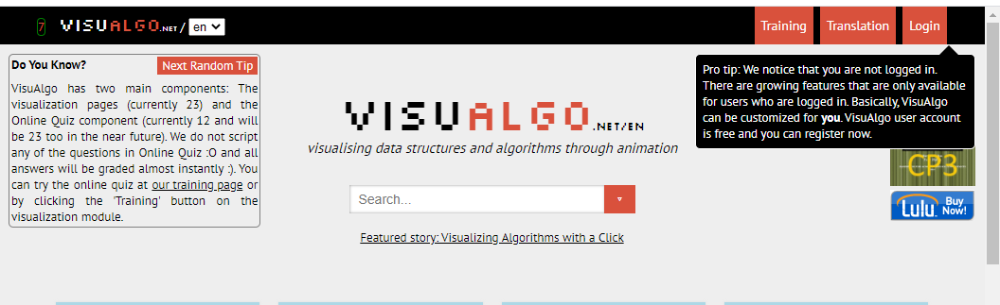 7 VISUALGO.NET / en
Training Translation Login
Do You Know? Next Random Tip
VisuAlgo has two main components: The
visualization pages (currently 23) and the
Online Quiz component (currently 12 and will
be 23 too in the near future). We do not script
any of the questions in Online Quiz :O and all
answers will be graded almost instantly :). You
can try the online quiz at our training page or
by clicking the 'Training' button on the
visualization module.
VISUALGO.NET/EN
visualising data structures and algorithms through animation
Search...
Featured story: Visualizing Algorithms with a Click
Pro tip: We notice that you are not logged in.
There are growing features that are only available
for users who are logged in. Basically, VisuAlgo
can be customized for you. VisuAlgo user account
is free and you can register now.
CP3
Lulu. Buy
Now!